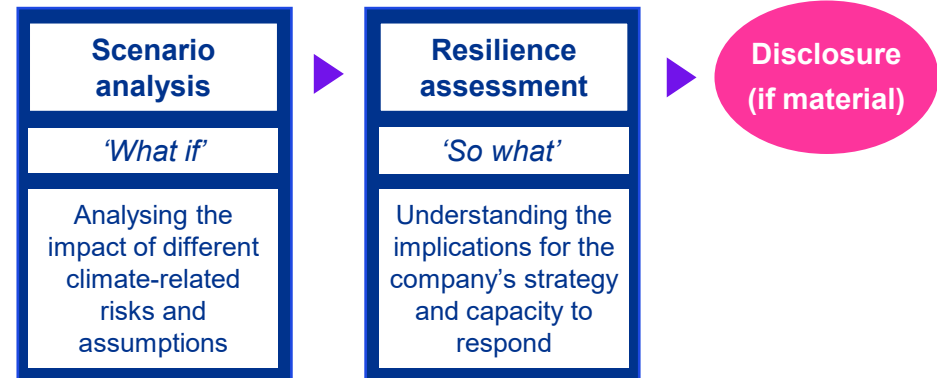 Scenario
analysis
‘What if’
Analysing the
impact of different
climate-related
risks and
assumptions
Resilience
assessment
‘So what’
Understanding the
implications for the
company’s strategy
and capacity to
respond
Disclosure
(if material)